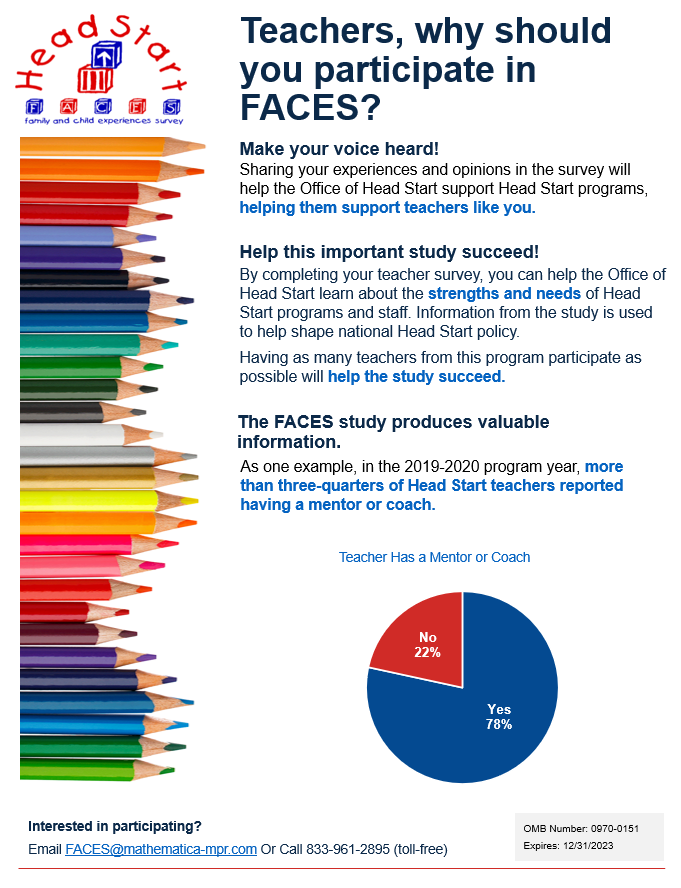 Head Start
FACES
family and child experiences survey
Teachers, why should
you participate in
FACES?
Make your voice heard!
Sharing your experiences and opinions in the survey will
help the Office of Head Start support Head Start programs,
helping them support teachers like you.
Help this important study succeed!
By completing your teacher survey, you can help the Office of
Head Start learn about the strengths and needs of Head
Start programs and staff. Information from the study is used
to help shape national Head Start policy.
Having as many teachers from this program participate as
possible will help the study succeed.
The FACES study produces valuable
information.
As one example, in the 2019-2020 program year, more
than three-quarters of Head Start teachers reported
having a mentor or coach.
Teacher Has a Mentor or Coach
No
22%
Yes
78%
Interested in participating?
Email FACES@mathematica-mpr.com Or Call 833-961-2895 (toll-free)
OMB Number: 0970-0151
Expires: 12/31/2023